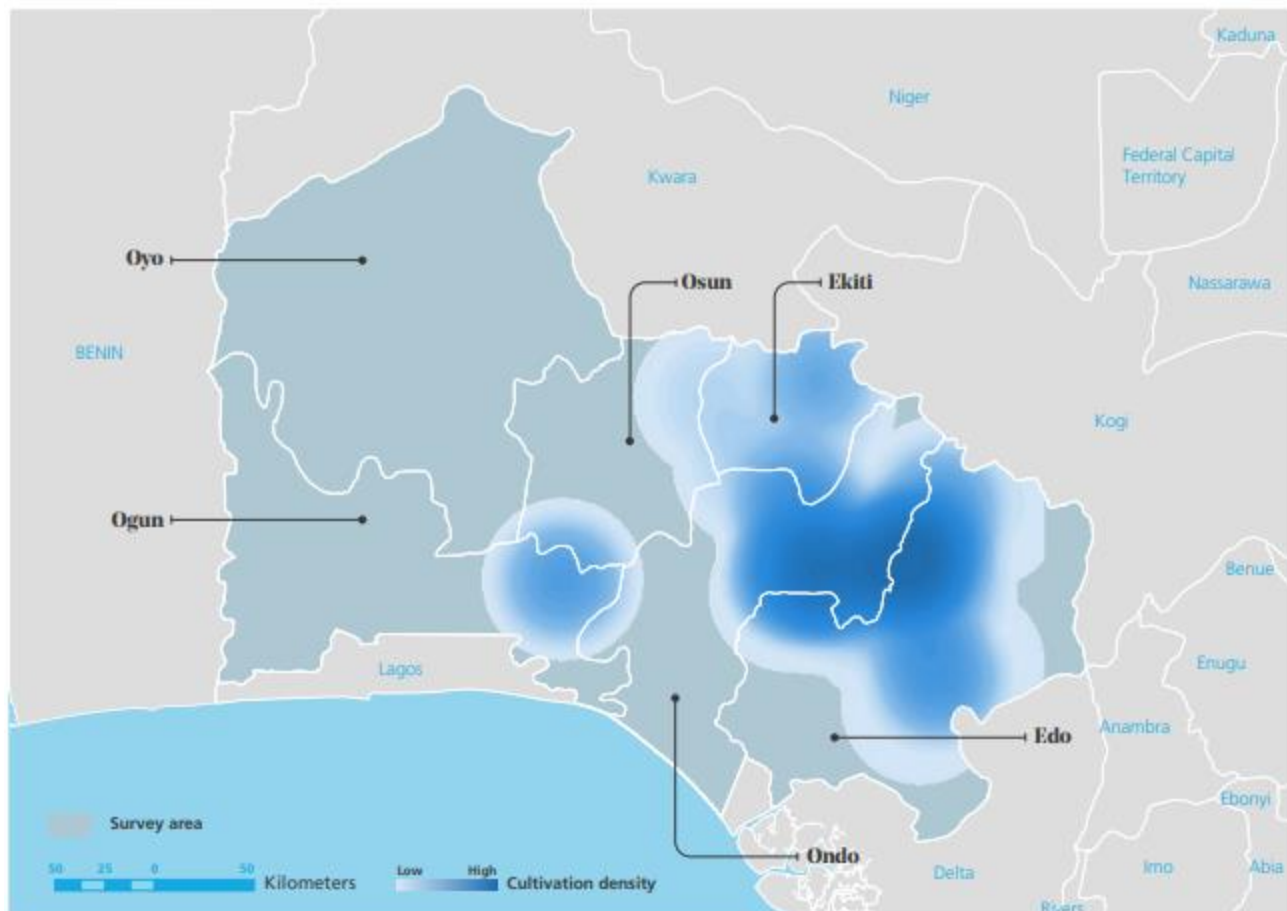 Kaduna
Niger
Federal Capital
Territory
Kwara
Oyo
Osun
Ekiti
Nassarawa
BENIN
Kogi
Ogun
Benue
Lagos
Enugu
Anambra
Edo
Ebonyi
Survey area
Ondo
Delta
Imo
Abia
50 25 0 50
Kilometers
Low High
Cultivation density
Rivers